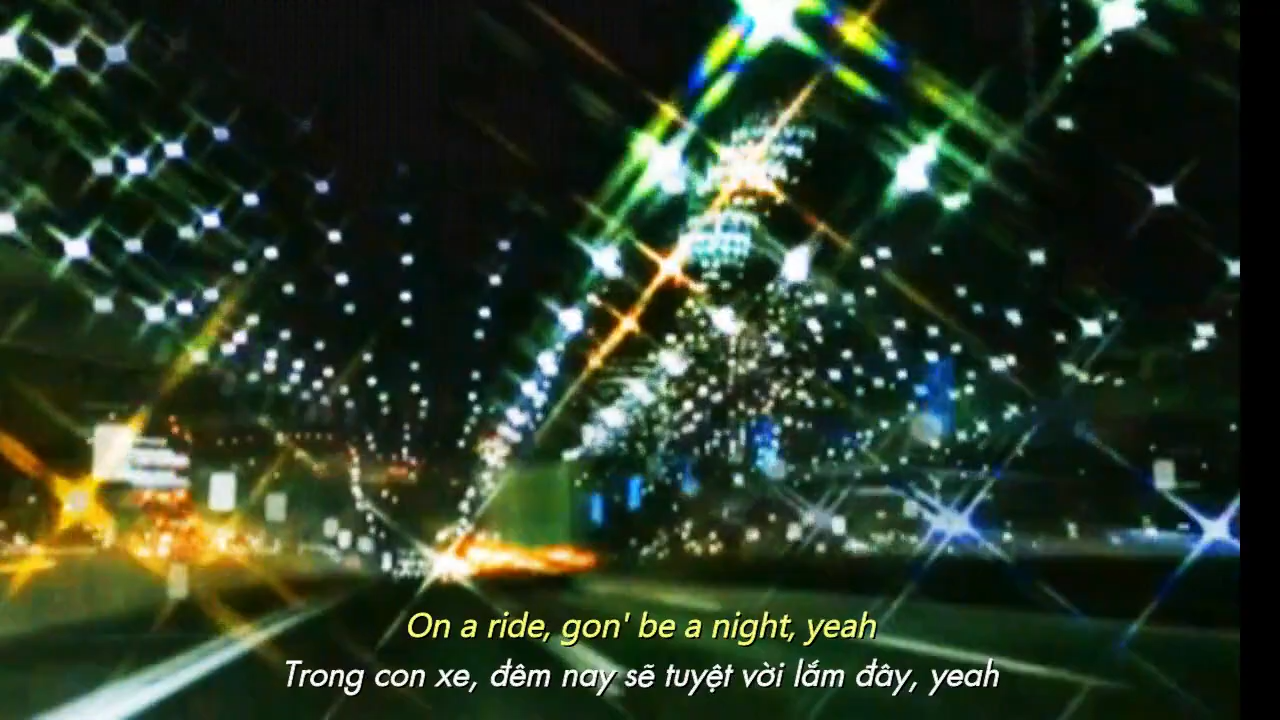 On a ride, gon' be a night, yeah
Trong con xe, đêm nay sẽ tuyệt vời lắm đây, yeah